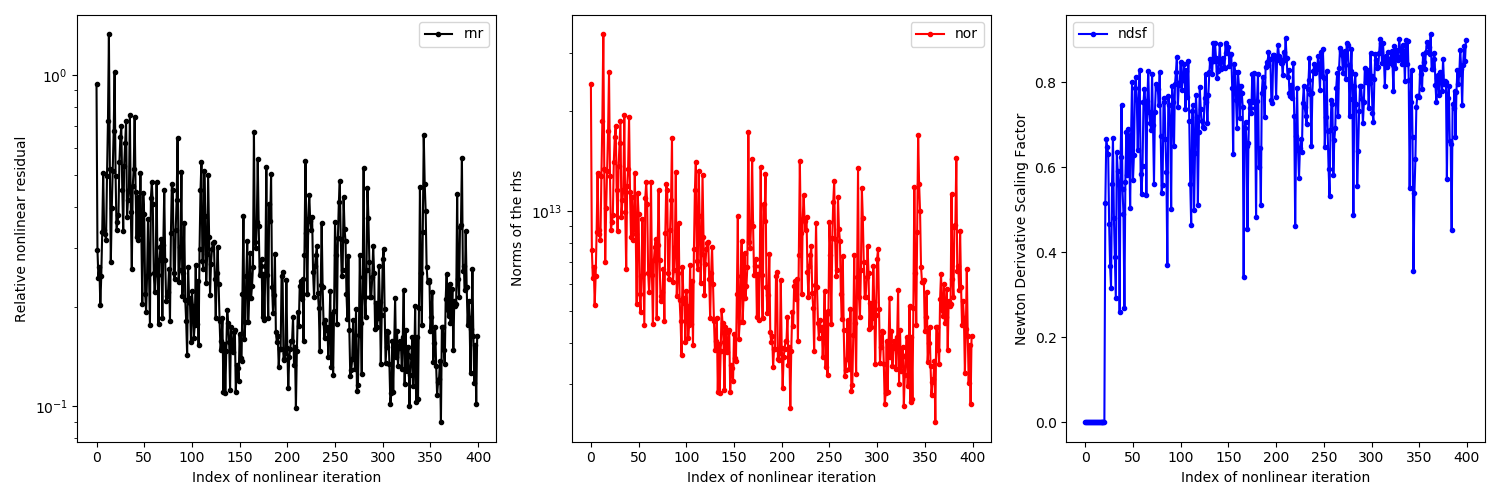 Relative nonlinear residual
10⁰
10⁻¹
rnr
0 50 100 150 200 250 300 350 400
Index of nonlinear iteration
Norms of the rhs
10¹³
nor
0 50 100 150 200 250 300 350 400
Index of nonlinear iteration
Newton Derivative Scaling Factor
0.8
0.6
0.4
0.2
0.0
ndsf
0 50 100 150 200 250 300 350 400
Index of nonlinear iteration